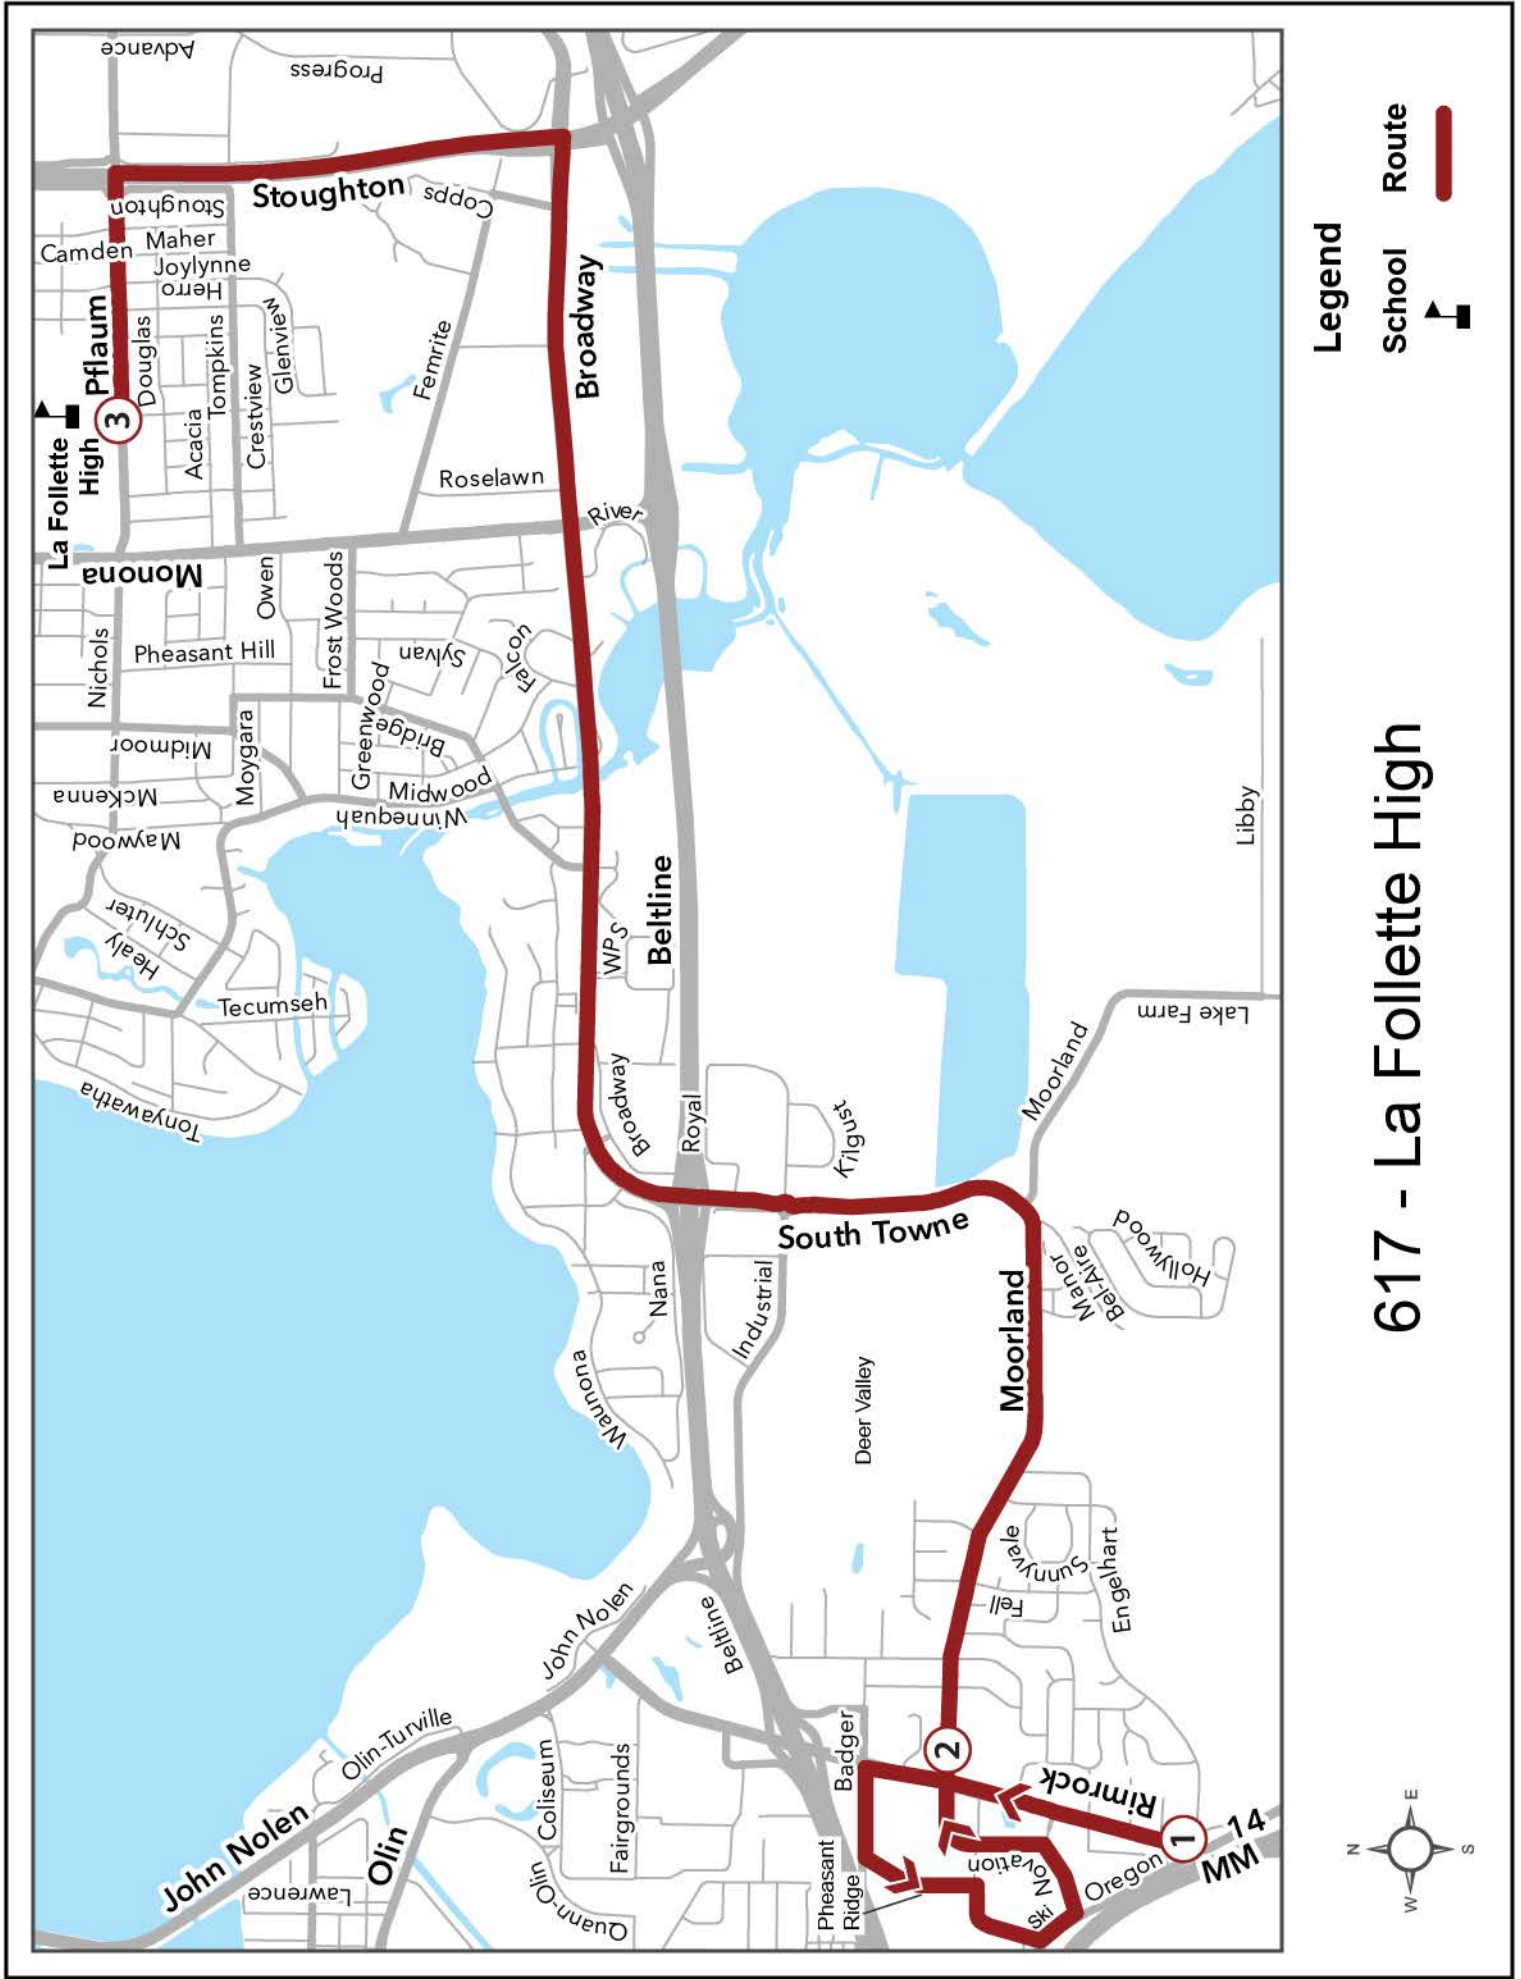 Advance
Progress
Stoughton
Stoughton
Copps
Camden
Maher
Joylynne
Herro
Pflaum
Douglas
Tompkins
Glenview
Crestview
Acacia
La Follette
High
3
Femrite
Broadway
Roselawn
River
Monona
Owen
Frost Woods
Nichols
Pheasant Hill
Sylvan
Falcon
Midmoor
Moygara
Greenwood
Bridge
McKenna
Midwood
Winnequah
Maywood
Schluter
Healy
Tecumseh
Tonyawatha
WPS
Beltline
Broadway
Royal
Kilgust
South Towne
Moorland
Lake Farm
Libby
Nana
Industrial
Waunona
Deer Valley
Moorland
Manor
Bel-Aire
Hollywood
Sunnyvale
Fell
Engelhart
John Nolen
Beltline
Olin-Turville
Coliseum
Fairgrounds
John Nolen
Olin
Lawrence
Quann-Olin
Badger
Pheasant
Ridge
2
Rimrock
1
Novation
Ski
Oregon
MM
14
Legend
School
Route
617 - La Follette High
N
E
S
W